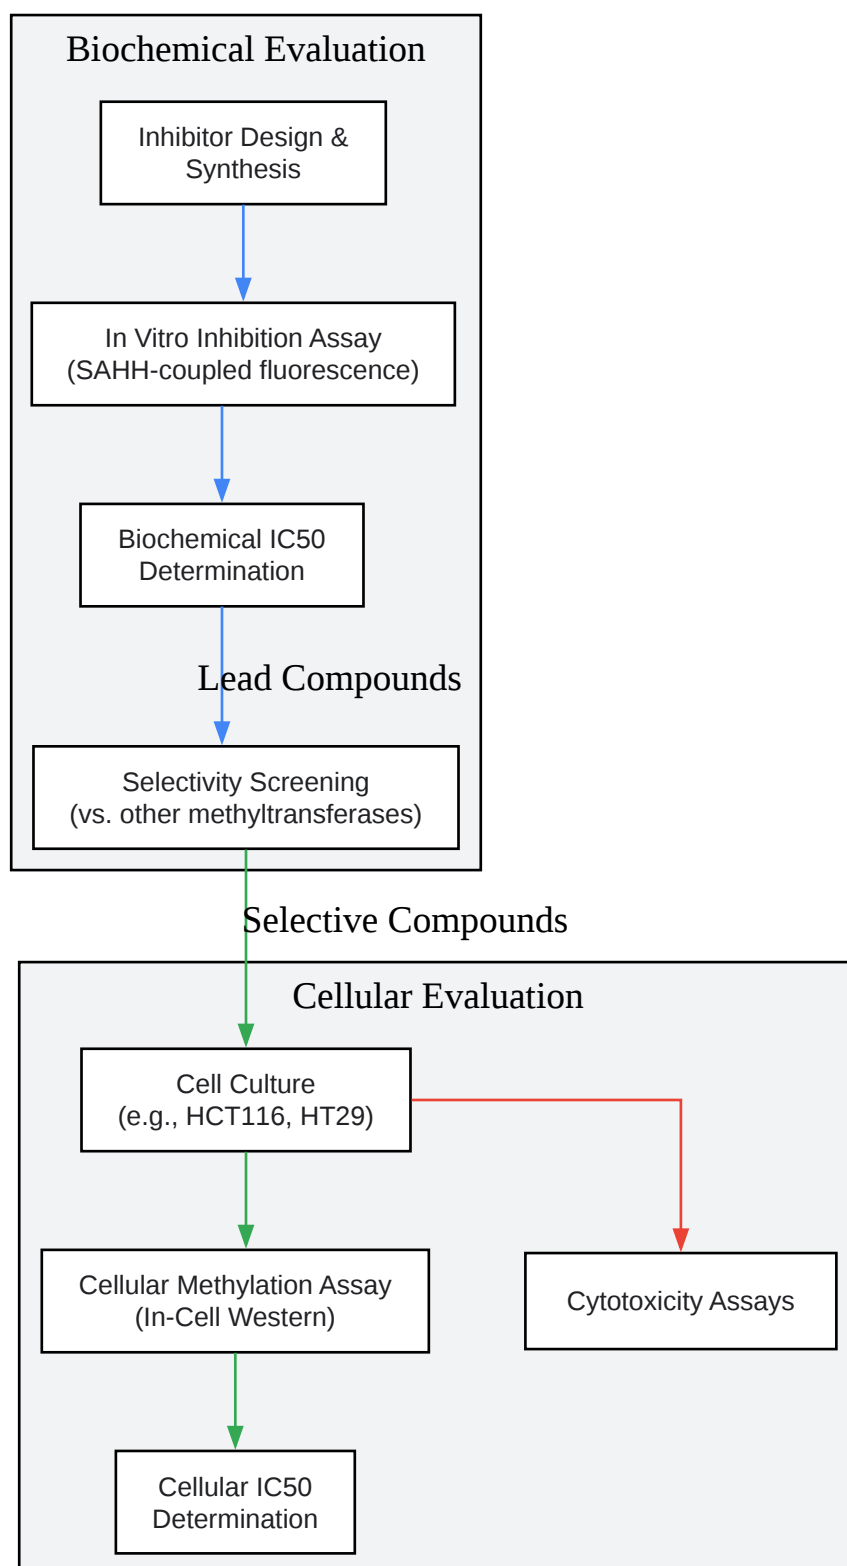 Biochemical Evaluation
Inhibitor Design &
Synthesis
In Vitro Inhibition Assay
(SAHH-coupled fluorescence)
Biochemical IC50
Determination
Lead Compounds
Selectivity Screening
(vs. other methyltransferases)
Selective Compounds
Cellular Evaluation
Cell Culture
(e.g., HCT116, HT29)
Cellular Methylation Assay
(In-Cell Western)
Cytotoxicity Assays
Cellular IC50
Determination